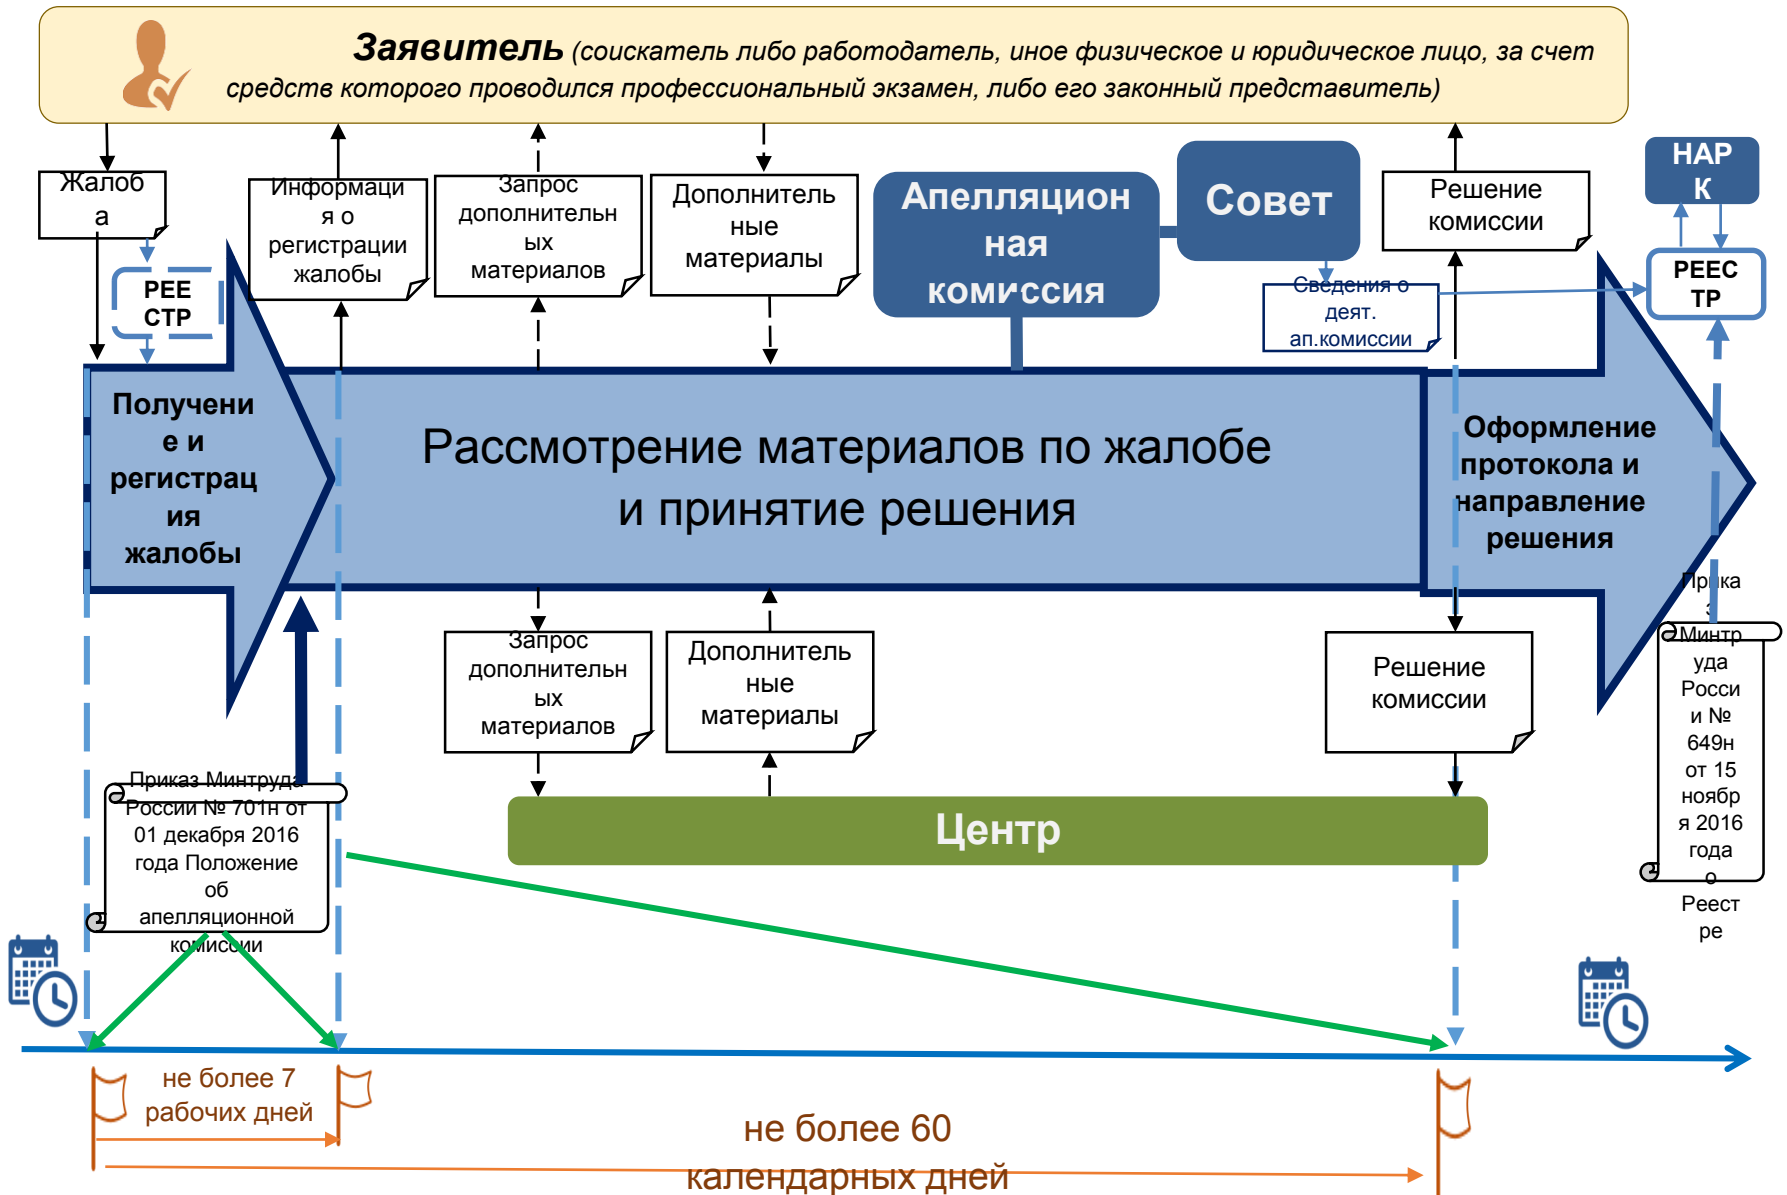 Заявитель (соискатель либо работодатель, иное физическое и юридическое лицо, за счет
средств которого проводился профессиональный экзамен, либо его законный представитель)
Жалоб
а
РЕЕ
СТР
Информаци
я о
регистрации
жалобы
Запрос
дополнительн
ых
материалов
Дополнитель
ные
материалы
Апелляцион
ная
комиссия
Совет
Сведения о
деят.
ап.комиссии
Решение
комиссии
НАР
К
РЕЕС
ТР
Получени
е и
регистрац
ия
жалобы
Рассмотрение материалов по жалобе
и принятие решения
Оформление
протокола и
направление
решения
Запрос
дополнительн
ых
материалов
Дополнитель
ные
материалы
Решение
комиссии
Центр
Приказ Минтруда
России № 701н от
01 декабря 2016
года Положение
об
апелляционной
комиссии
Прика
з
Минтр
уда
Росси
и №
649н
от 15
ноябр
я 2016
года
о
Реест
ре
не более 7
рабочих дней
не более 60
календарных дней